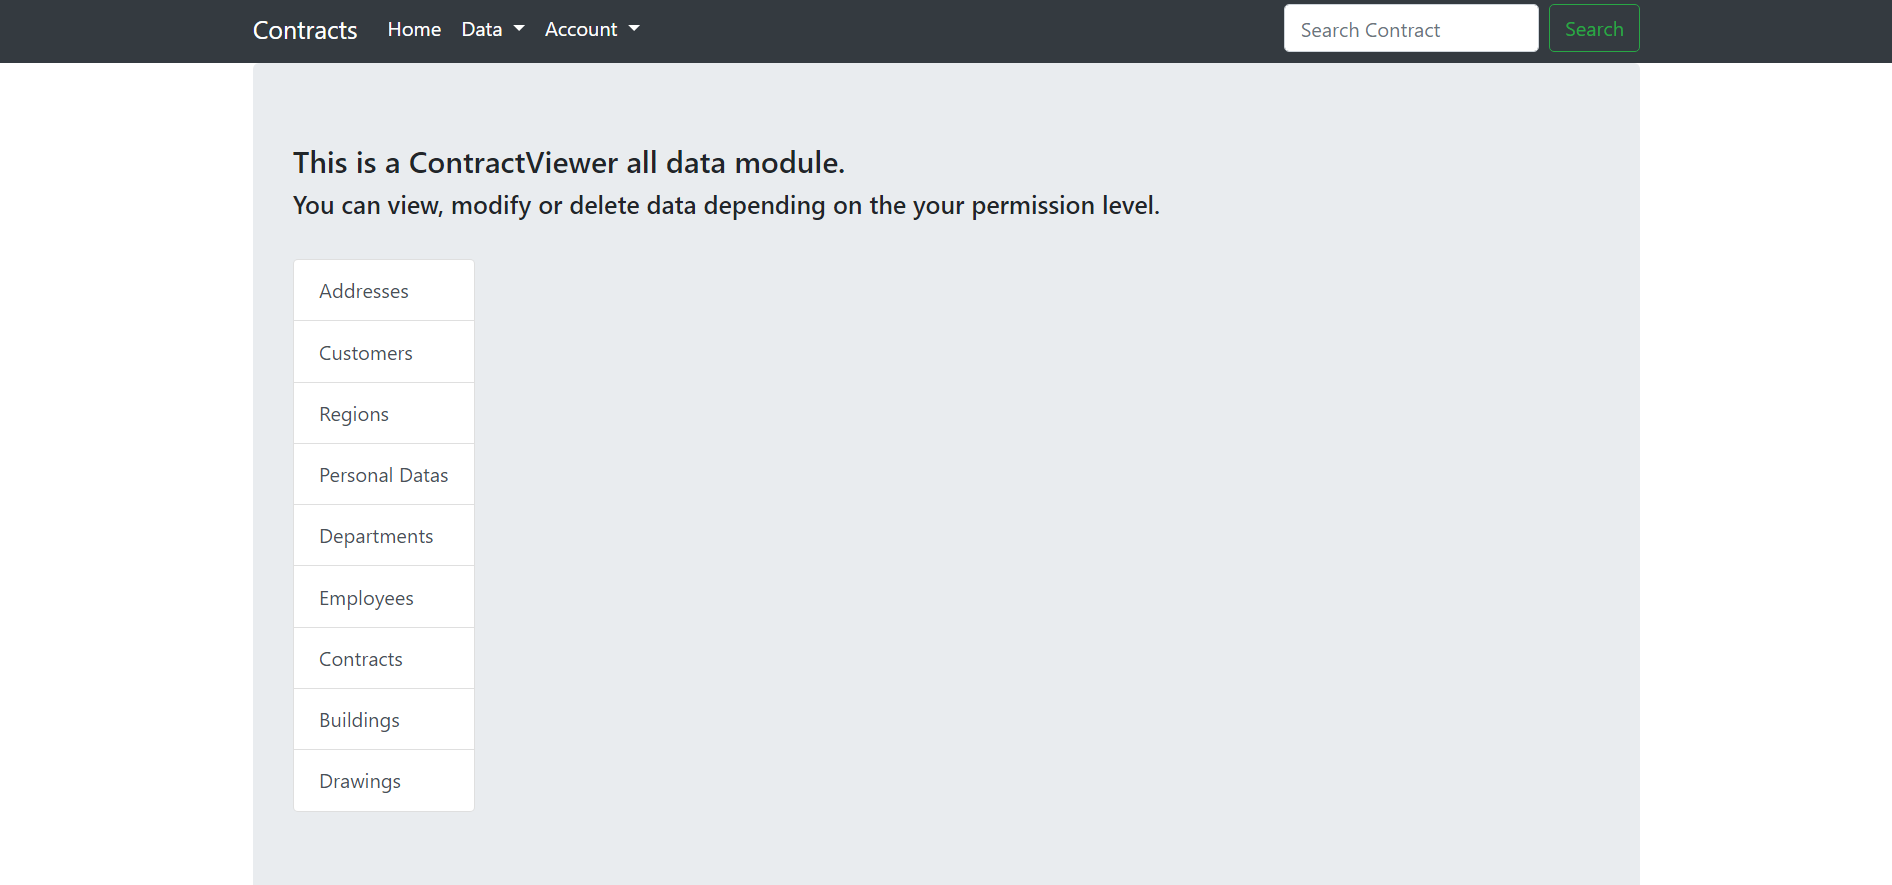 Contracts Home Data Account Search Contract Search
This is a ContractViewer all data module.
You can view, modify or delete data depending on the your permission level.
Addresses
Customers
Regions
Personal Datas
Departments
Employees
Contracts
Buildings
Drawings